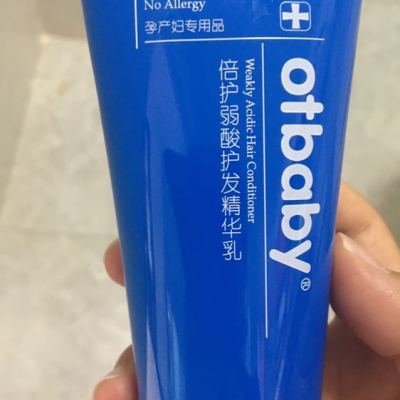 No Allergy
孕产妇专用品
otbaby®
Weakly Acidic Hair Conditioner
倍护弱酸护发精华乳